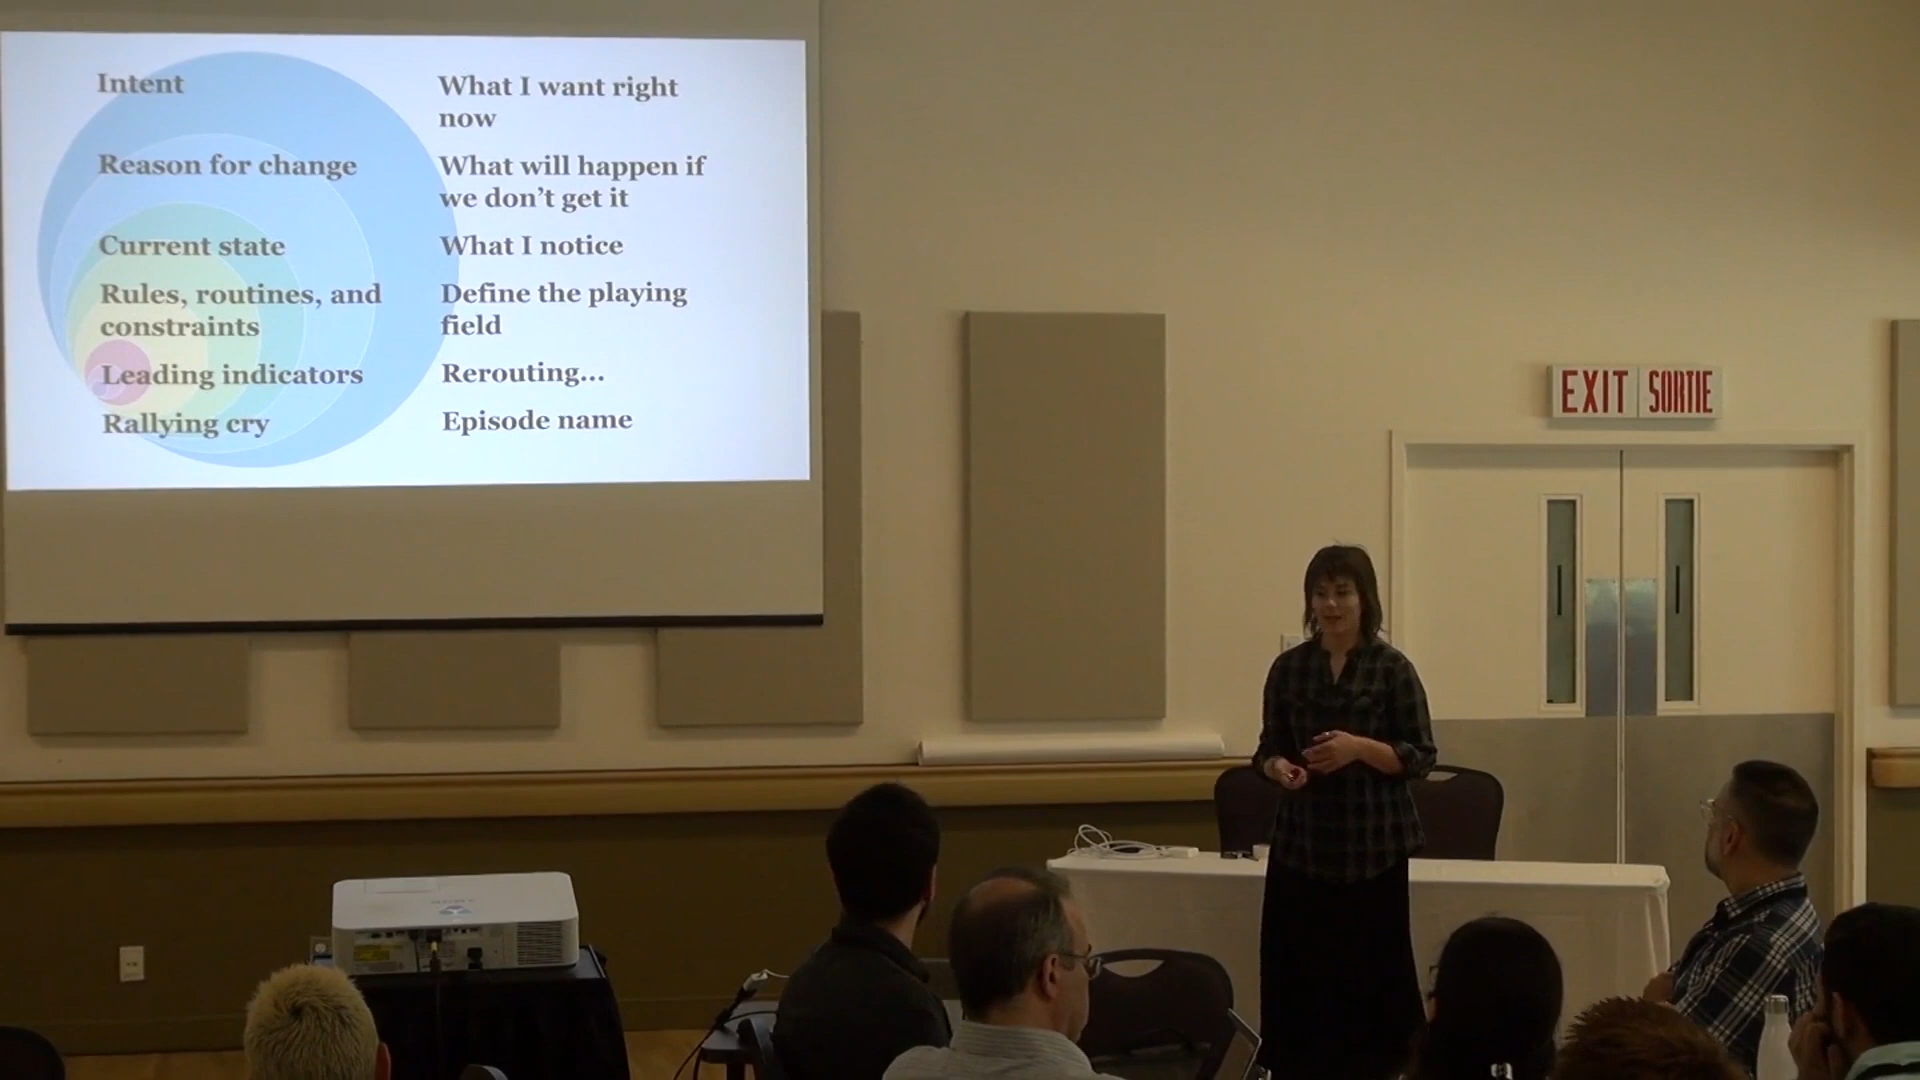 Intent
What I want right
now
Reason for change
What will happen if
we don’t get it
Current state
What I notice
Rules, routines, and
constraints
Define the playing
field
Leading indicators
Rerouting...
Rallying cry
Episode name
EXIT SORTIE